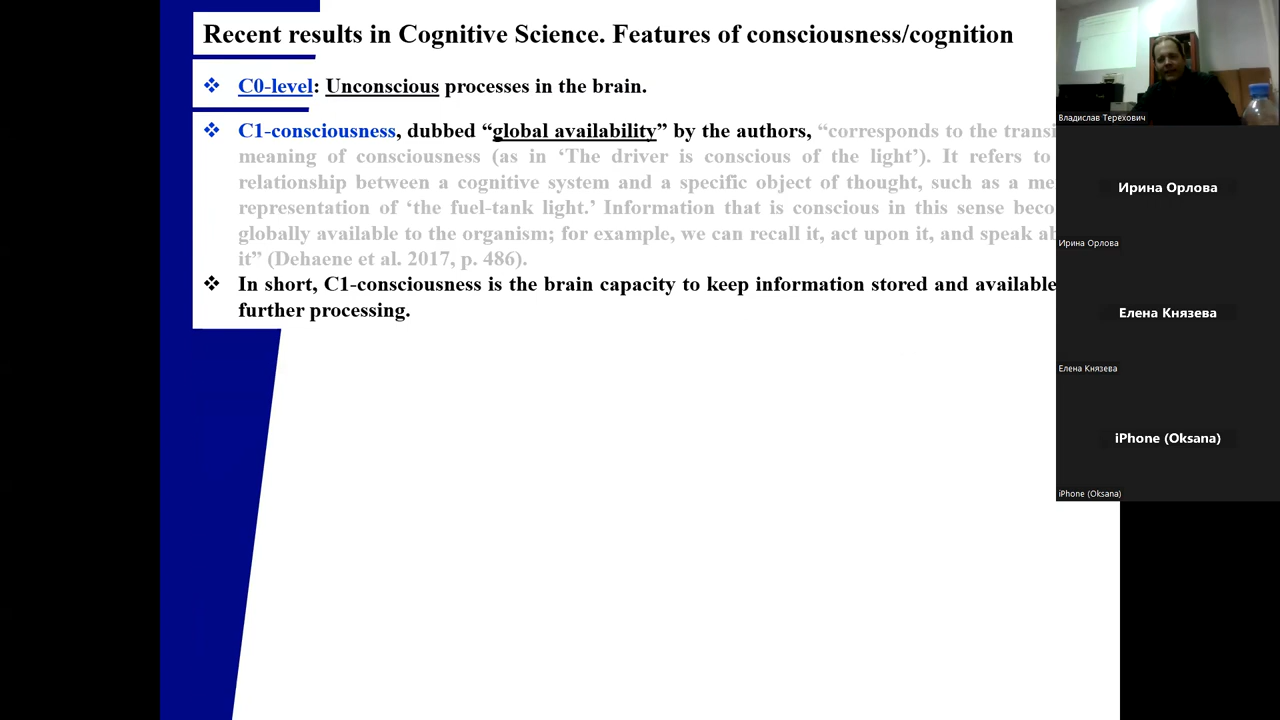 Recent results in Cognitive Science. Features of consciousness/cognition
❖ C0-level: Unconscious processes in the brain.
❖ C1-consciousness, dubbed “global availability” by the authors, “corresponds to the
meaning of consciousness (as in ‘The driver is conscious of the light’). It refers to
relationship between a cognitive system and a specific object of thought, such as a
representation of ‘the fuel-tank light.’ Information that is conscious in this sense
globally available to the organism; for example, we can recall it, act upon it, and speak
it” (Dehaene et al. 2017, p. 486).
❖ In short, C1-consciousness is the brain capacity to keep information stored and available
further processing.
Владислав Терехович
Ирина Орлова
Ирина Орлова
Елена Князева
Елена Князева
iPhone (Oksana)
iPhone (Oksana)